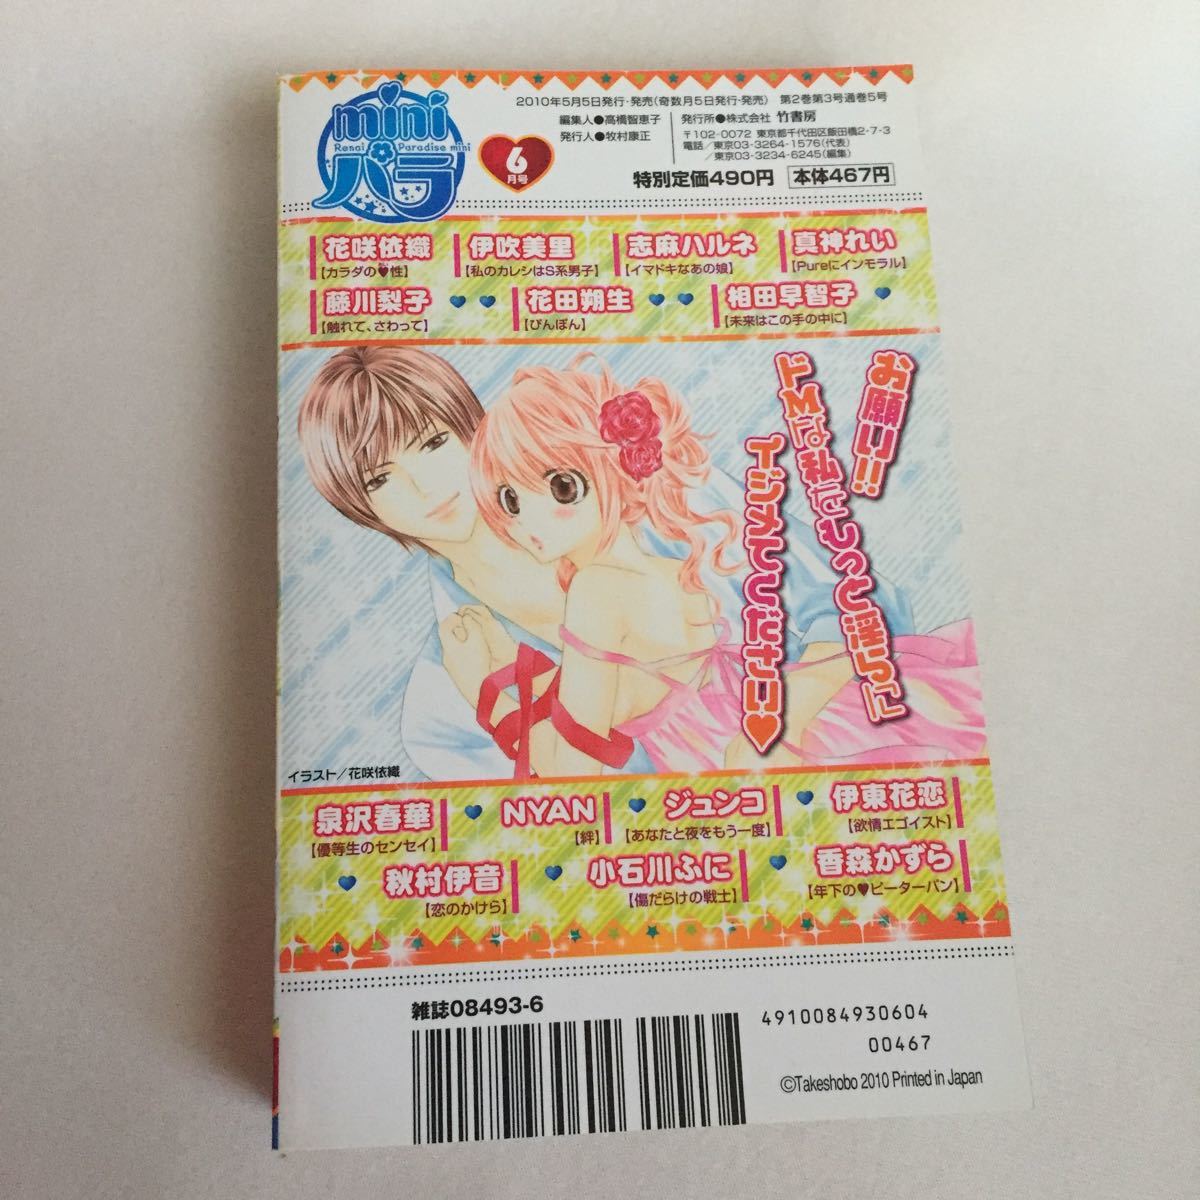 mini
Renai Paradise mini
パラ
6
月号
2010年5月5日発行・発売(奇数月5日発行・発売) 第2巻第3号通巻5号
編集人●高橋智恵子
発行人●牧村康正
発行所●株式会社 竹書房
〒102-0072 東京都千代田区飯田橋2-7-3
電話/東京03-3264-1576(代表)
/東京03-3234-6245(編集)
特別定価490円 本体467円
花咲依織
【カラダの♥性】
伊吹美里
【私のカレシはS系男子】
志麻ハルネ
【イマドキなあの娘】
真神れい
【Pureにインモラル】
藤川梨子
【触れて、さわって】
花田朔生
【ぴんぽん】
相田早智子
【未来はこの手の中に】
お願い!!
ドMな私をもっと淫らに
イジメてください♥
イラスト/花咲依織
泉沢春華
【優等生のセンセイ】
NYAN
【絆】
ジュンコ
【あなたと夜をもう一度】
伊東花恋
【欲情エゴイスト】
秋村伊音
【恋のかけら】
小石川ふに
【傷だらけの戦士】
香森かずら
【年下の♥ピーターパン】
雑誌08493-6
4910084930604
00467
©Takeshobo 2010 Printed in Japan